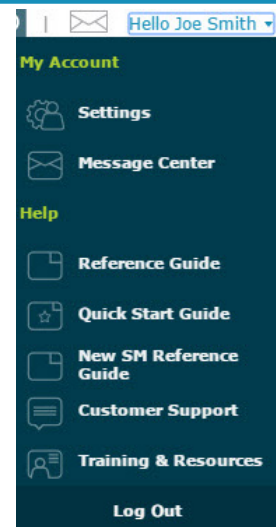 | Hello Joe Smith
My Account
Settings
Message Center
Help
Reference Guide
Quick Start Guide
New SM Reference
Guide
Customer Support
Training & Resources
Log Out